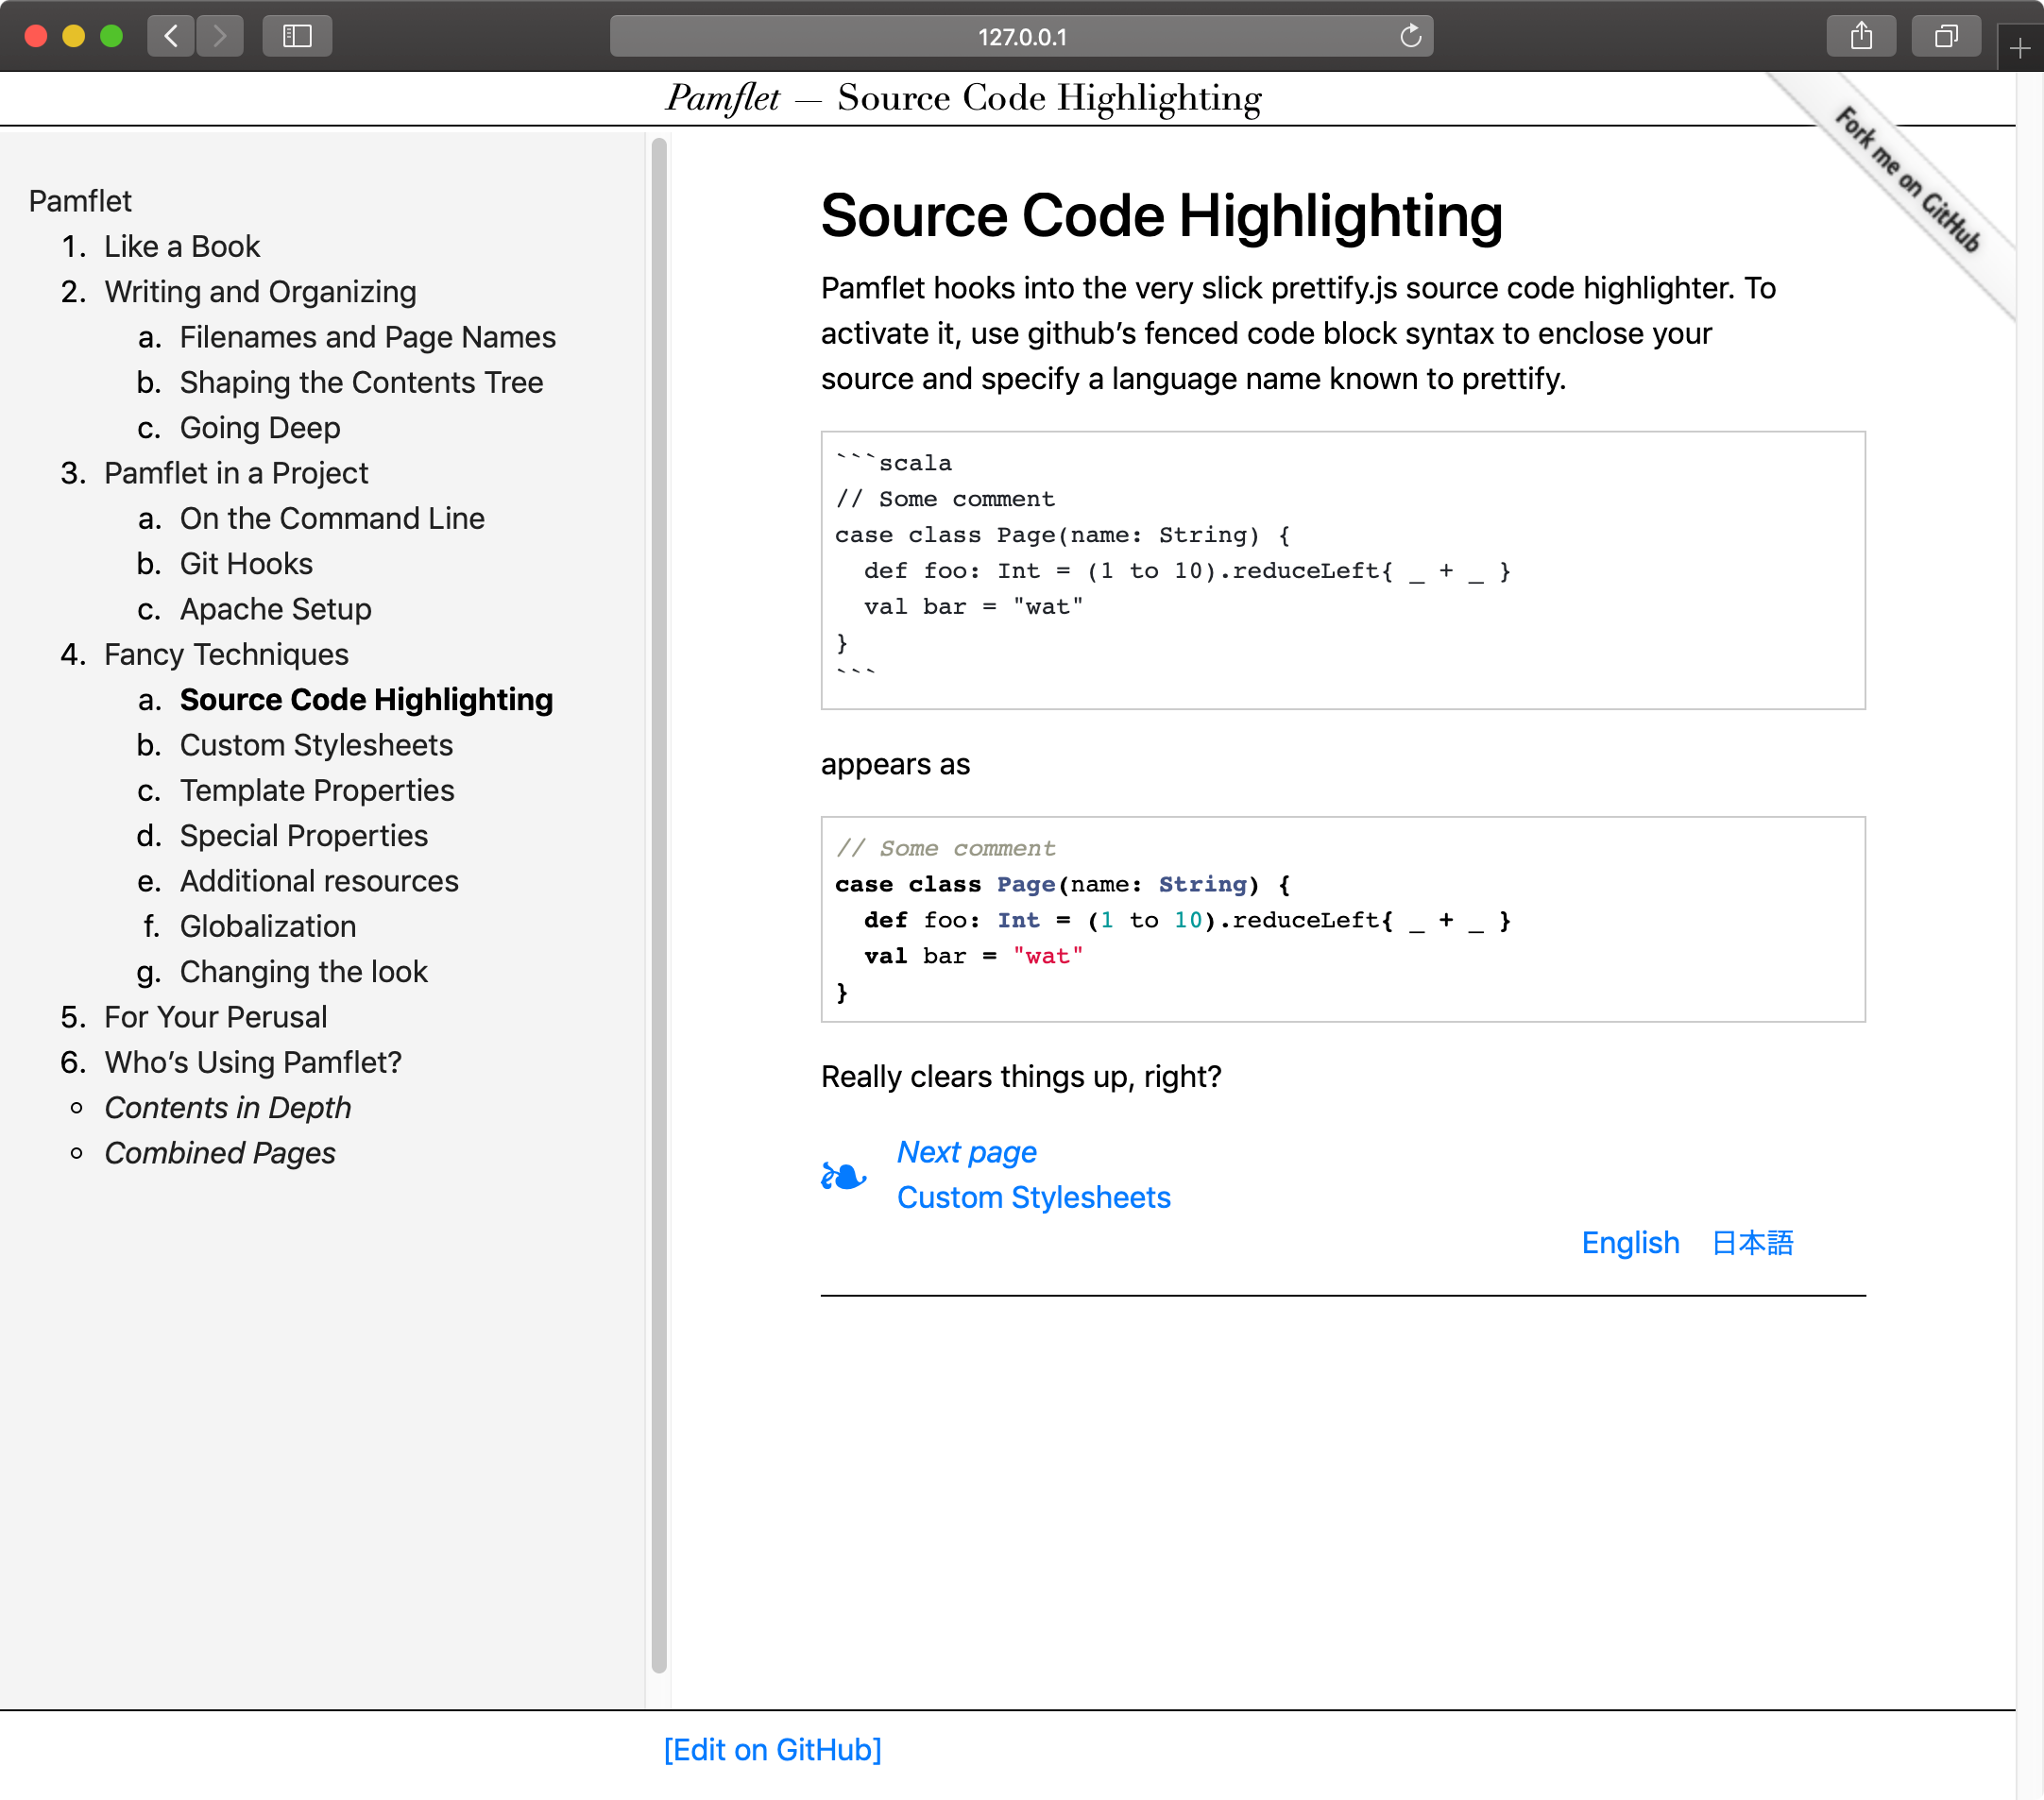 127.0.0.1
Pamflet — Source Code Highlighting
Fork me on GitHub
Pamflet
1. Like a Book
2. Writing and Organizing
a. Filenames and Page Names
b. Shaping the Contents Tree
c. Going Deep
3. Pamflet in a Project
a. On the Command Line
b. Git Hooks
c. Apache Setup
4. Fancy Techniques
a. Source Code Highlighting
b. Custom Stylesheets
c. Template Properties
d. Special Properties
e. Additional resources
f. Globalization
g. Changing the look
5. For Your Perusal
6. Who’s Using Pamflet?
Contents in Depth
Combined Pages
Source Code Highlighting
Pamflet hooks into the very slick prettify.js source code highlighter. To
activate it, use github’s fenced code block syntax to enclose your
source and specify a language name known to prettify.
```scala
// Some comment
case class Page(name: String) {
  def foo: Int = (1 to 10).reduceLeft{ _ + _ }
  val bar = "wat"
}
```
appears as
// Some comment
case class Page(name: String) {
  def foo: Int = (1 to 10).reduceLeft{ _ + _ }
  val bar = "wat"
}
Really clears things up, right?
❧ Next page
Custom Stylesheets
English 日本語
[Edit on GitHub]